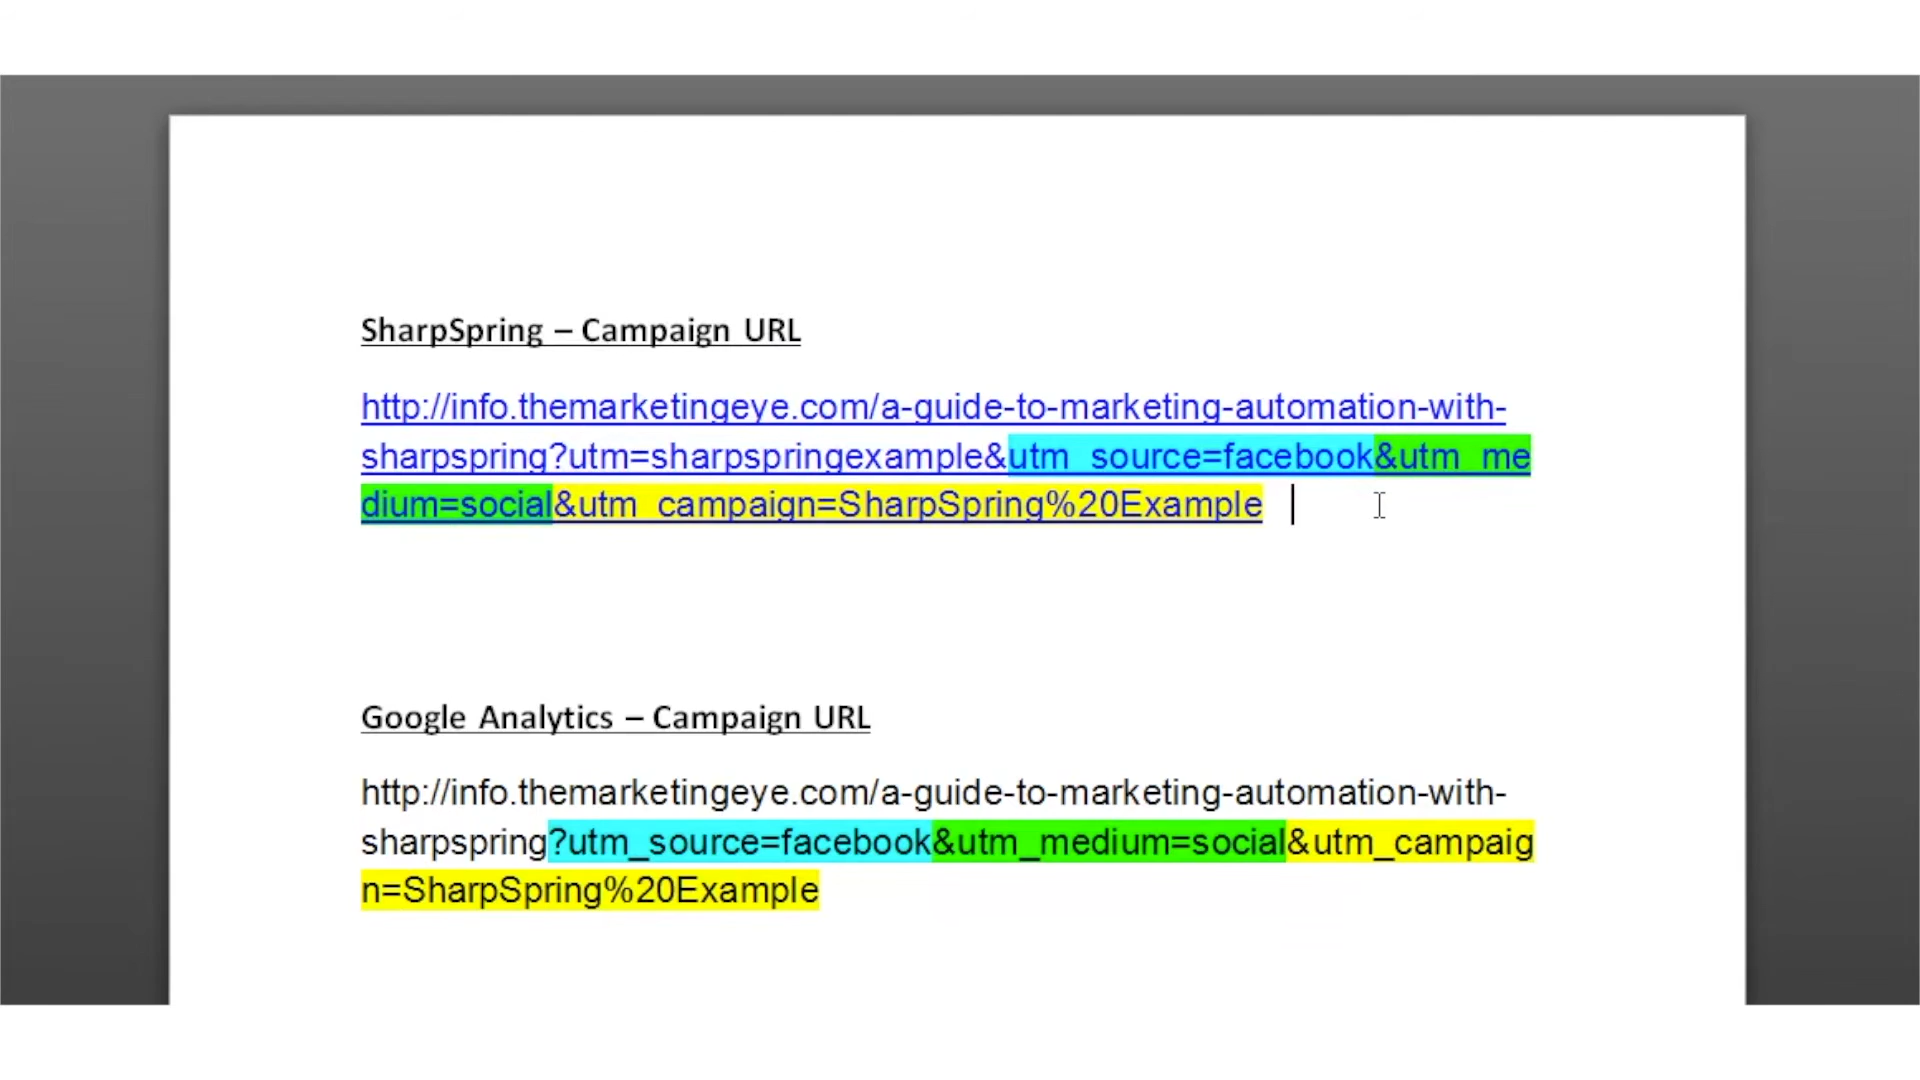 SharpSpring – Campaign URL
http://info.themarketingeye.com/a-guide-to-marketing-automation-with-
sharpspring?utm=sharpspringexample&utm_source=facebook&utm_me
dium=social&utm_campaign=SharpSpring%20Example
Google Analytics – Campaign URL
http://info.themarketingeye.com/a-guide-to-marketing-automation-with-
sharpspring?utm_source=facebook&utm_medium=social&utm_campaig
n=SharpSpring%20Example